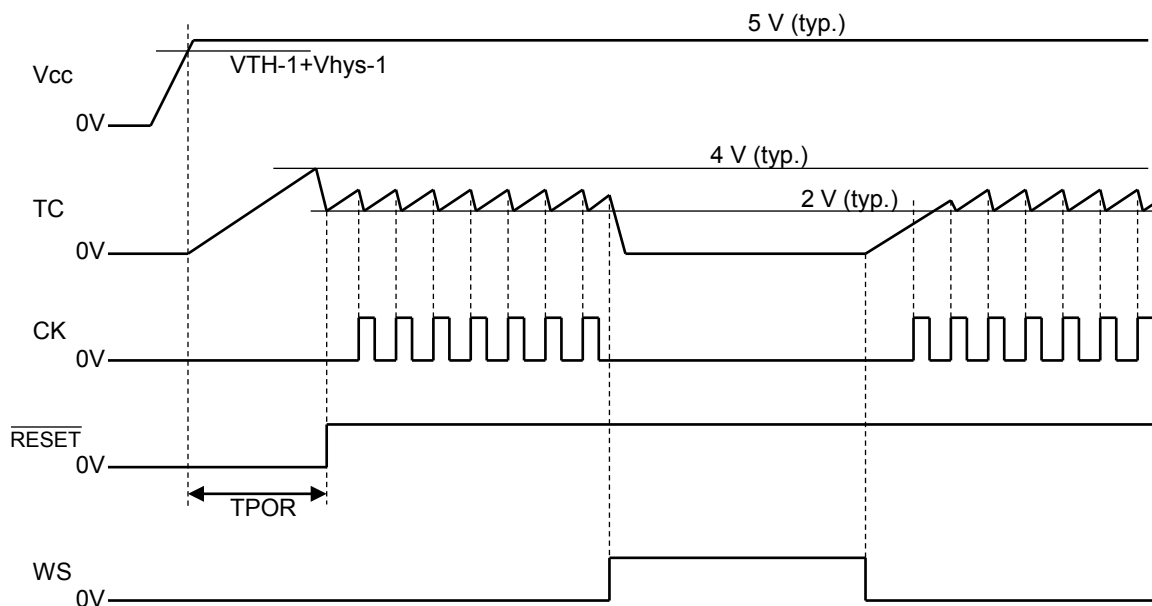 5 V (typ.)
VTH-1+Vhys-1
Vcc
0V
4 V (typ.)
TC
2 V (typ.)
0V
CK
0V
RESET
0V
TPOR
WS
0V